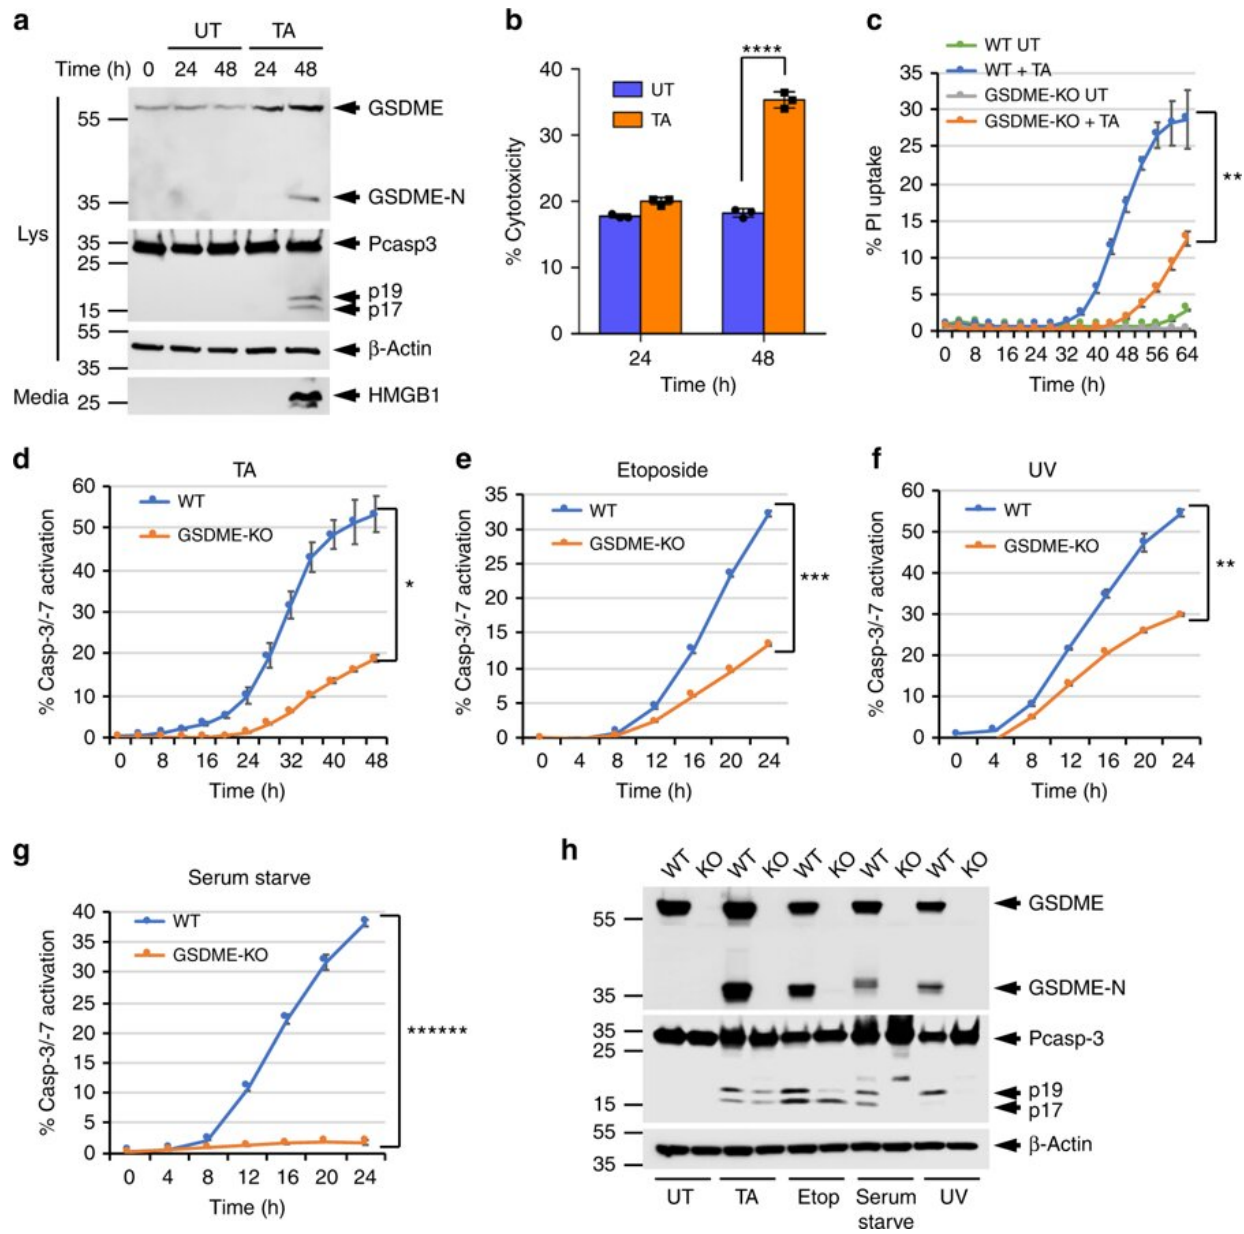 a
UT TA
Time (h) 0 24 48 24 48
GSDME
55
GSDME-N
35
Lys
35 Pcasp3
25
p19
p17
15
55
β-Actin
35
Media 25 HMGB1
b
% Cytotoxicity
40
30
20
10
0
UT
TA
****
24 48
Time (h)
c
WT UT
WT + TA
GSDME-KO UT
GSDME-KO + TA
% PI uptake
35
30
25
20
15
10
5
0
**
0 8 16 24 32 40 48 56 64
Time (h)
d
TA
% Casp-3/-7 activation
60
50
40
30
20
10
0
WT
GSDME-KO
*
0 8 16 24 32 40 48
Time (h)
e
Etoposide
% Casp-3/-7 activation
35
30
25
20
15
10
5
0
WT
GSDME-KO
***
0 4 8 12 16 20 24
Time (h)
f
UV
% Casp-3/-7 activation
60
50
40
30
20
10
0
WT
GSDME-KO
**
0 4 8 12 16 20 24
Time (h)
g
Serum starve
% Casp-3/-7 activation
40
35
30
25
20
15
10
5
0
WT
GSDME-KO
******
0 4 8 12 16 20 24
Time (h)
h
WT KO WT KO WT KO WT KO WT KO
GSDME
55
GSDME-N
35
35 Pcasp-3
25
p19
15 p17
55
β-Actin
35
UT TA Etop Serum UV
starve